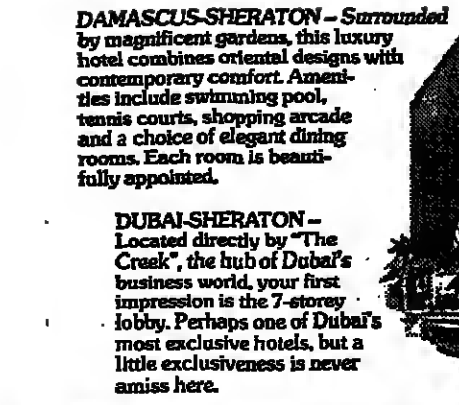 DAMASCUS-SHERATON – Surrounded
by magnificent gardens, this luxury
hotel combines oriental designs with
contemporary comfort. Ameni-
ties include swimming pool,
tennis courts, shopping arcade
and a choice of elegant dining
rooms. Each room is beauti-
fully appointed.
DUBAI-SHERATON –
Located directly by "The
Creek", the hub of Dubai's
business world, your first
impression is the 7-storey
lobby. Perhaps one of Dubai's
most exclusive hotels, but a
little exclusiveness is never
amiss here.